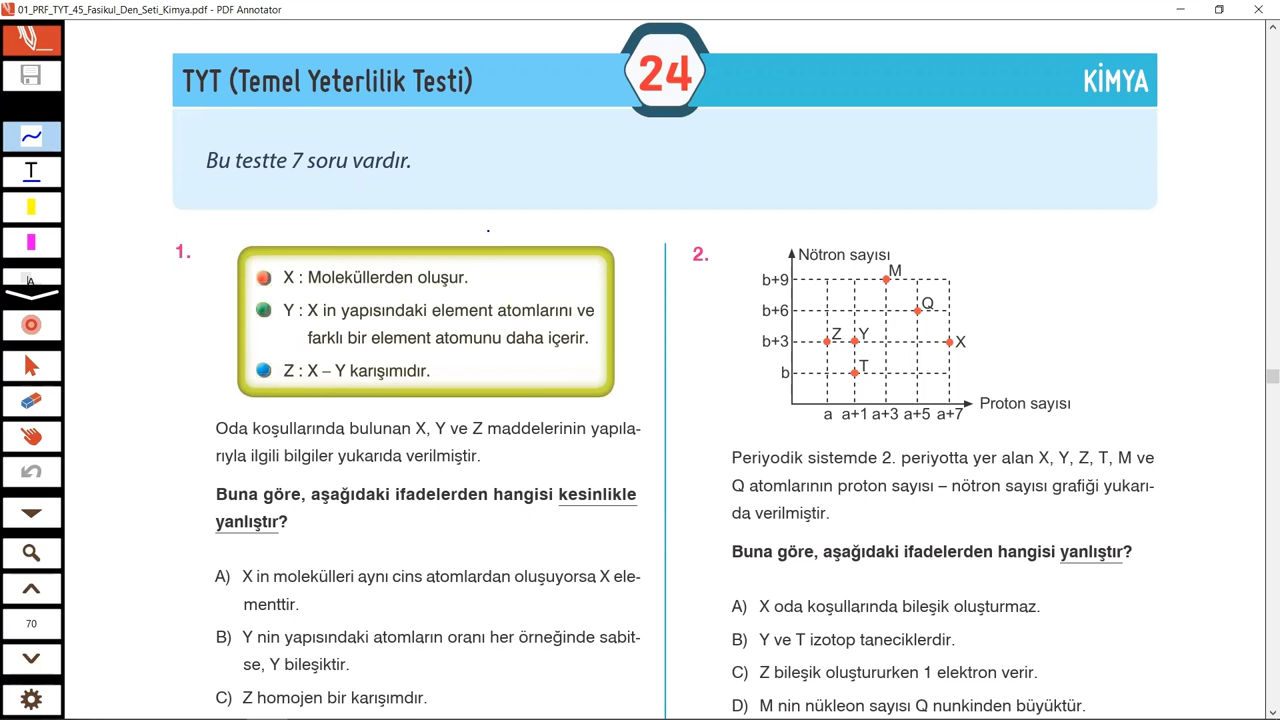 01_PRF_TYT_45_Fasikul_Den_Seti_Kimya.pdf - PDF Annotator
TYT (Temel Yeterlilik Testi)
24
KİMYA
Bu testte 7 soru vardır.
1.
X : Moleküllerden oluşur.
Y : X in yapısındaki element atomlarını ve
farklı bir element atomunu daha içerir.
Z : X – Y karışımıdır.
Oda koşullarında bulunan X, Y ve Z maddelerinin yapıla-
rıyla ilgili bilgiler yukarıda verilmiştir.
Buna göre, aşağıdaki ifadelerden hangisi kesinlikle
yanlıştır?
A) X in molekülleri aynı cins atomlardan oluşuyorsa X ele-
menttir.
B) Y nin yapısındaki atomların oranı her örneğinde sabit-
se, Y bileşiktir.
C) Z homojen bir karışımdır.
2.
Nötron sayısı
b+9
M
b+6
Q
b+3
Z
Y
X
b
T
a
a+1
a+3
a+5
a+7
Proton sayısı
Periyodik sistemde 2. periyotta yer alan X, Y, Z, T, M ve
Q atomlarının proton sayısı – nötron sayısı grafiği yukarı-
da verilmiştir.
Buna göre, aşağıdaki ifadelerden hangisi yanlıştır?
A) X oda koşullarında bileşik oluşturmaz.
B) Y ve T izotop taneciklerdir.
C) Z bileşik oluştururken 1 elektron verir.
D) M nin nükleon sayısı Q nunkinden büyüktür.
T
A
70